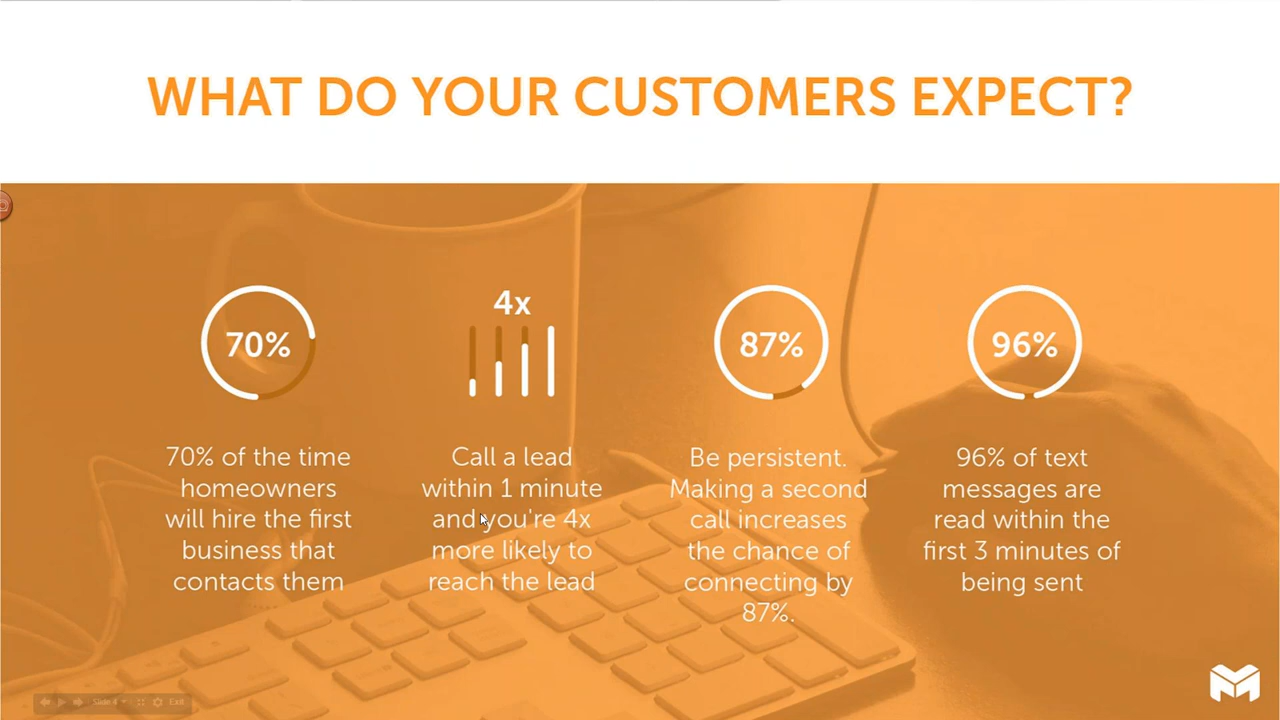 WHAT DO YOUR CUSTOMERS EXPECT?
70%
70% of the time
homeowners
will hire the first
business that
contacts them
4x
Call a lead
within 1 minute
and you're 4x
more likely to
reach the lead
87%
Be persistent.
Making a second
call increases
the chance of
connecting by
87%.
96%
96% of text
messages are
read within the
first 3 minutes of
being sent
Exit